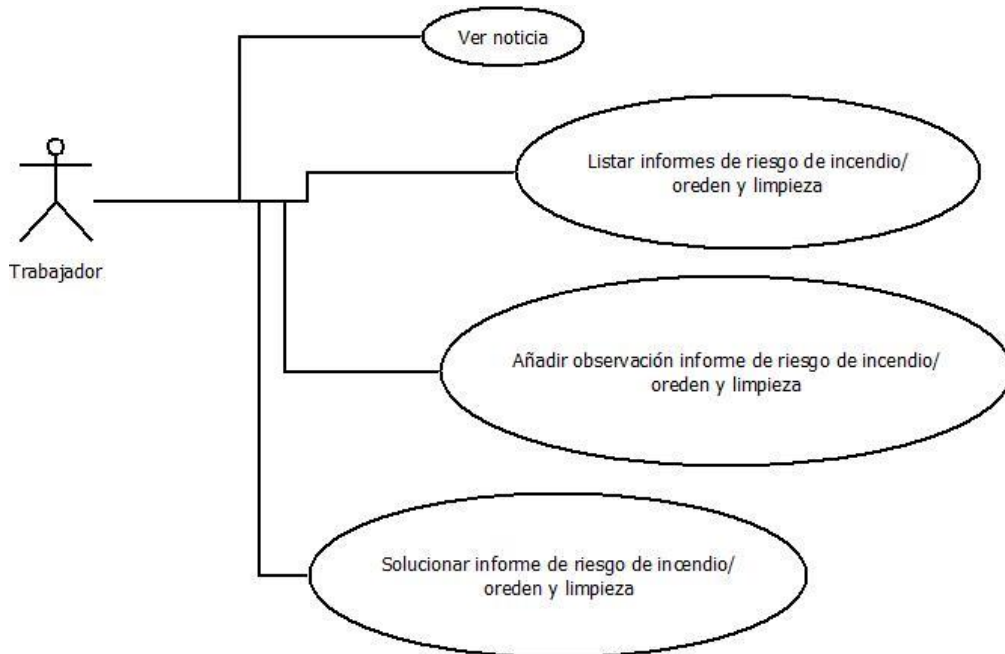 Ver noticia
Listar informes de riesgo de incendio/
oreden y limpieza
Trabajador
Añadir observación informe de riesgo de incendio/
oreden y limpieza
Solucionar informe de riesgo de incendio/
oreden y limpieza